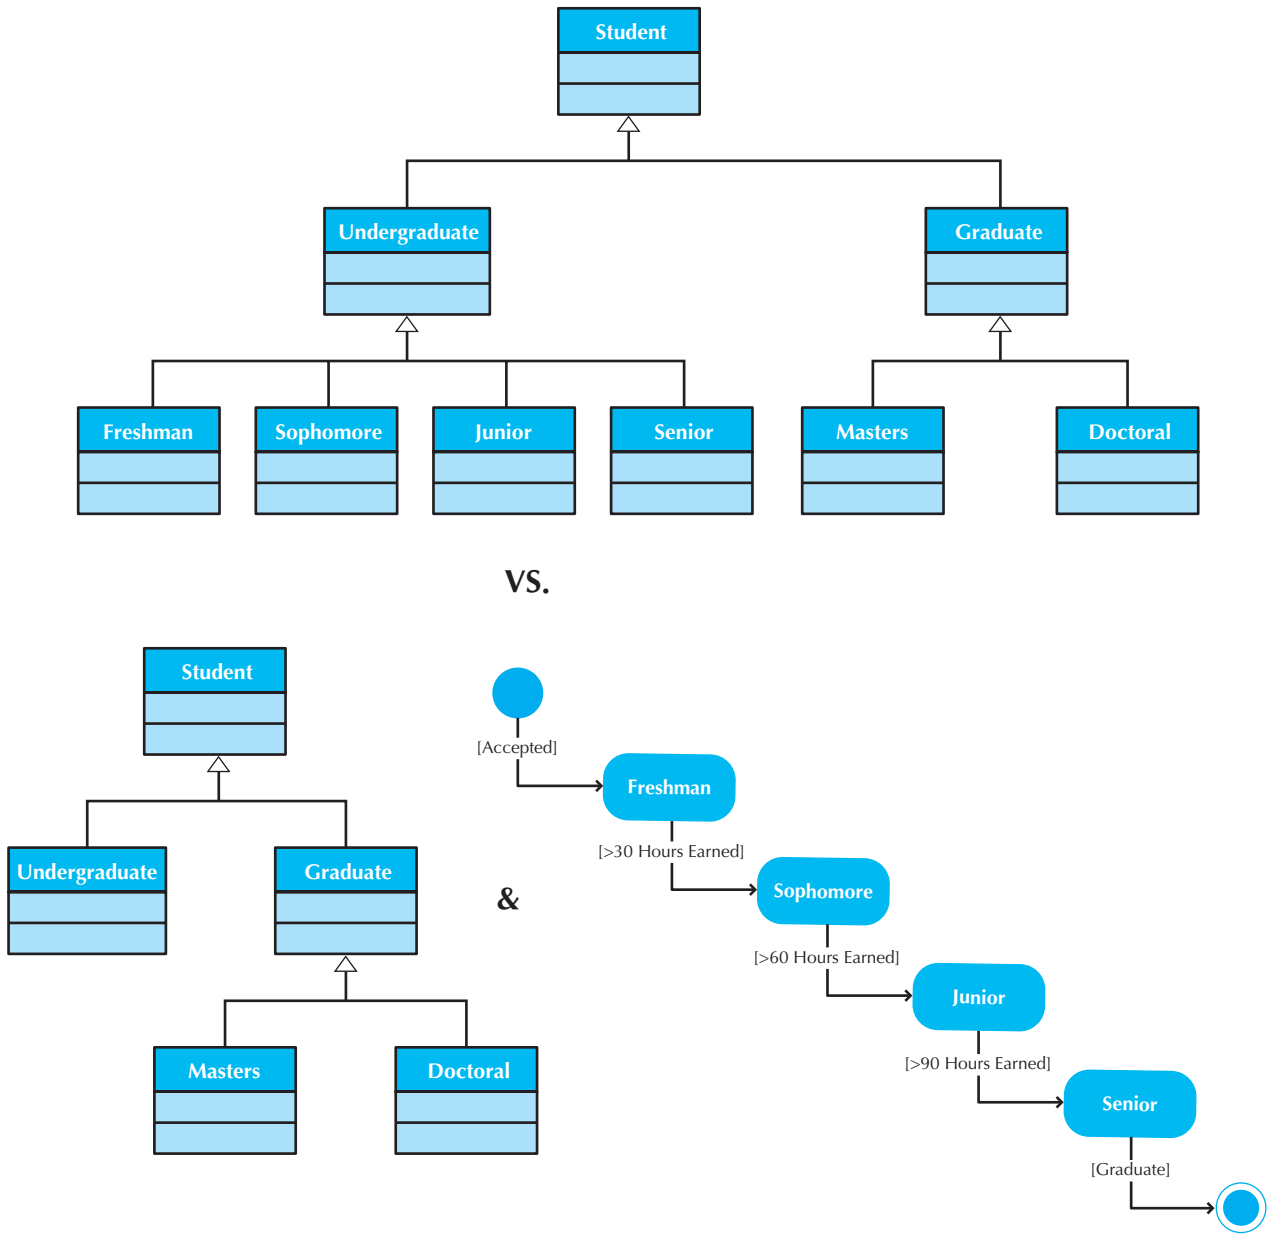 Student
Undergraduate
Graduate
Freshman
Sophomore
Junior
Senior
Masters
Doctoral
VS.
Student
Undergraduate
Graduate
Masters
Doctoral
&
[Accepted]
Freshman
[>30 Hours Earned]
Sophomore
[>60 Hours Earned]
Junior
[>90 Hours Earned]
Senior
[Graduate]